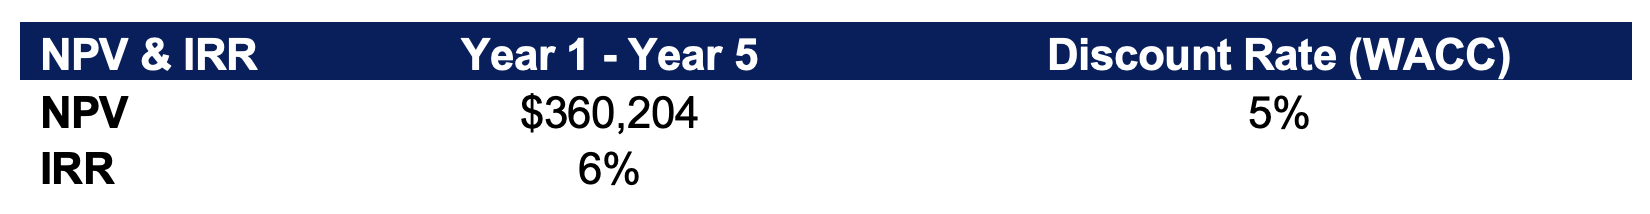 NPV & IRR Year 1 - Year 5 Discount Rate (WACC)
NPV $360,204 5%
IRR 6%